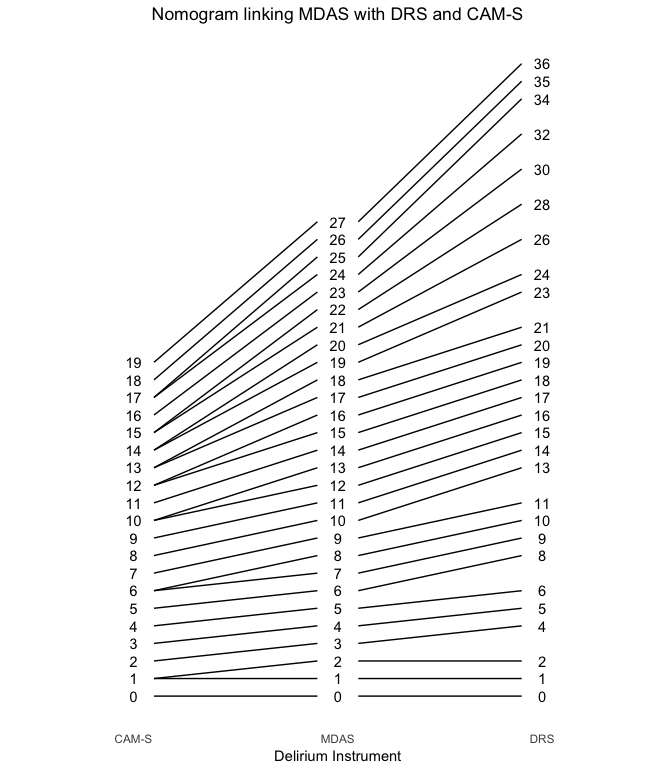 Nomogram linking MDAS with DRS and CAM-S
36
35
34
32
30
28
27
26 26
25
24 24
23 23
22
21 21
20 20
19 19 19
18 18 18
17 17 17
16 16 16
15 15 15
14 14 14
13 13 13
12 12
11 11 11
10 10 10
9 9 9
8 8 8
7 7
6 6 6
5 5 5
4 4 4
3 3
2 2 2
1 1 1
0 0 0
CAM-S MDAS DRS
Delirium Instrument